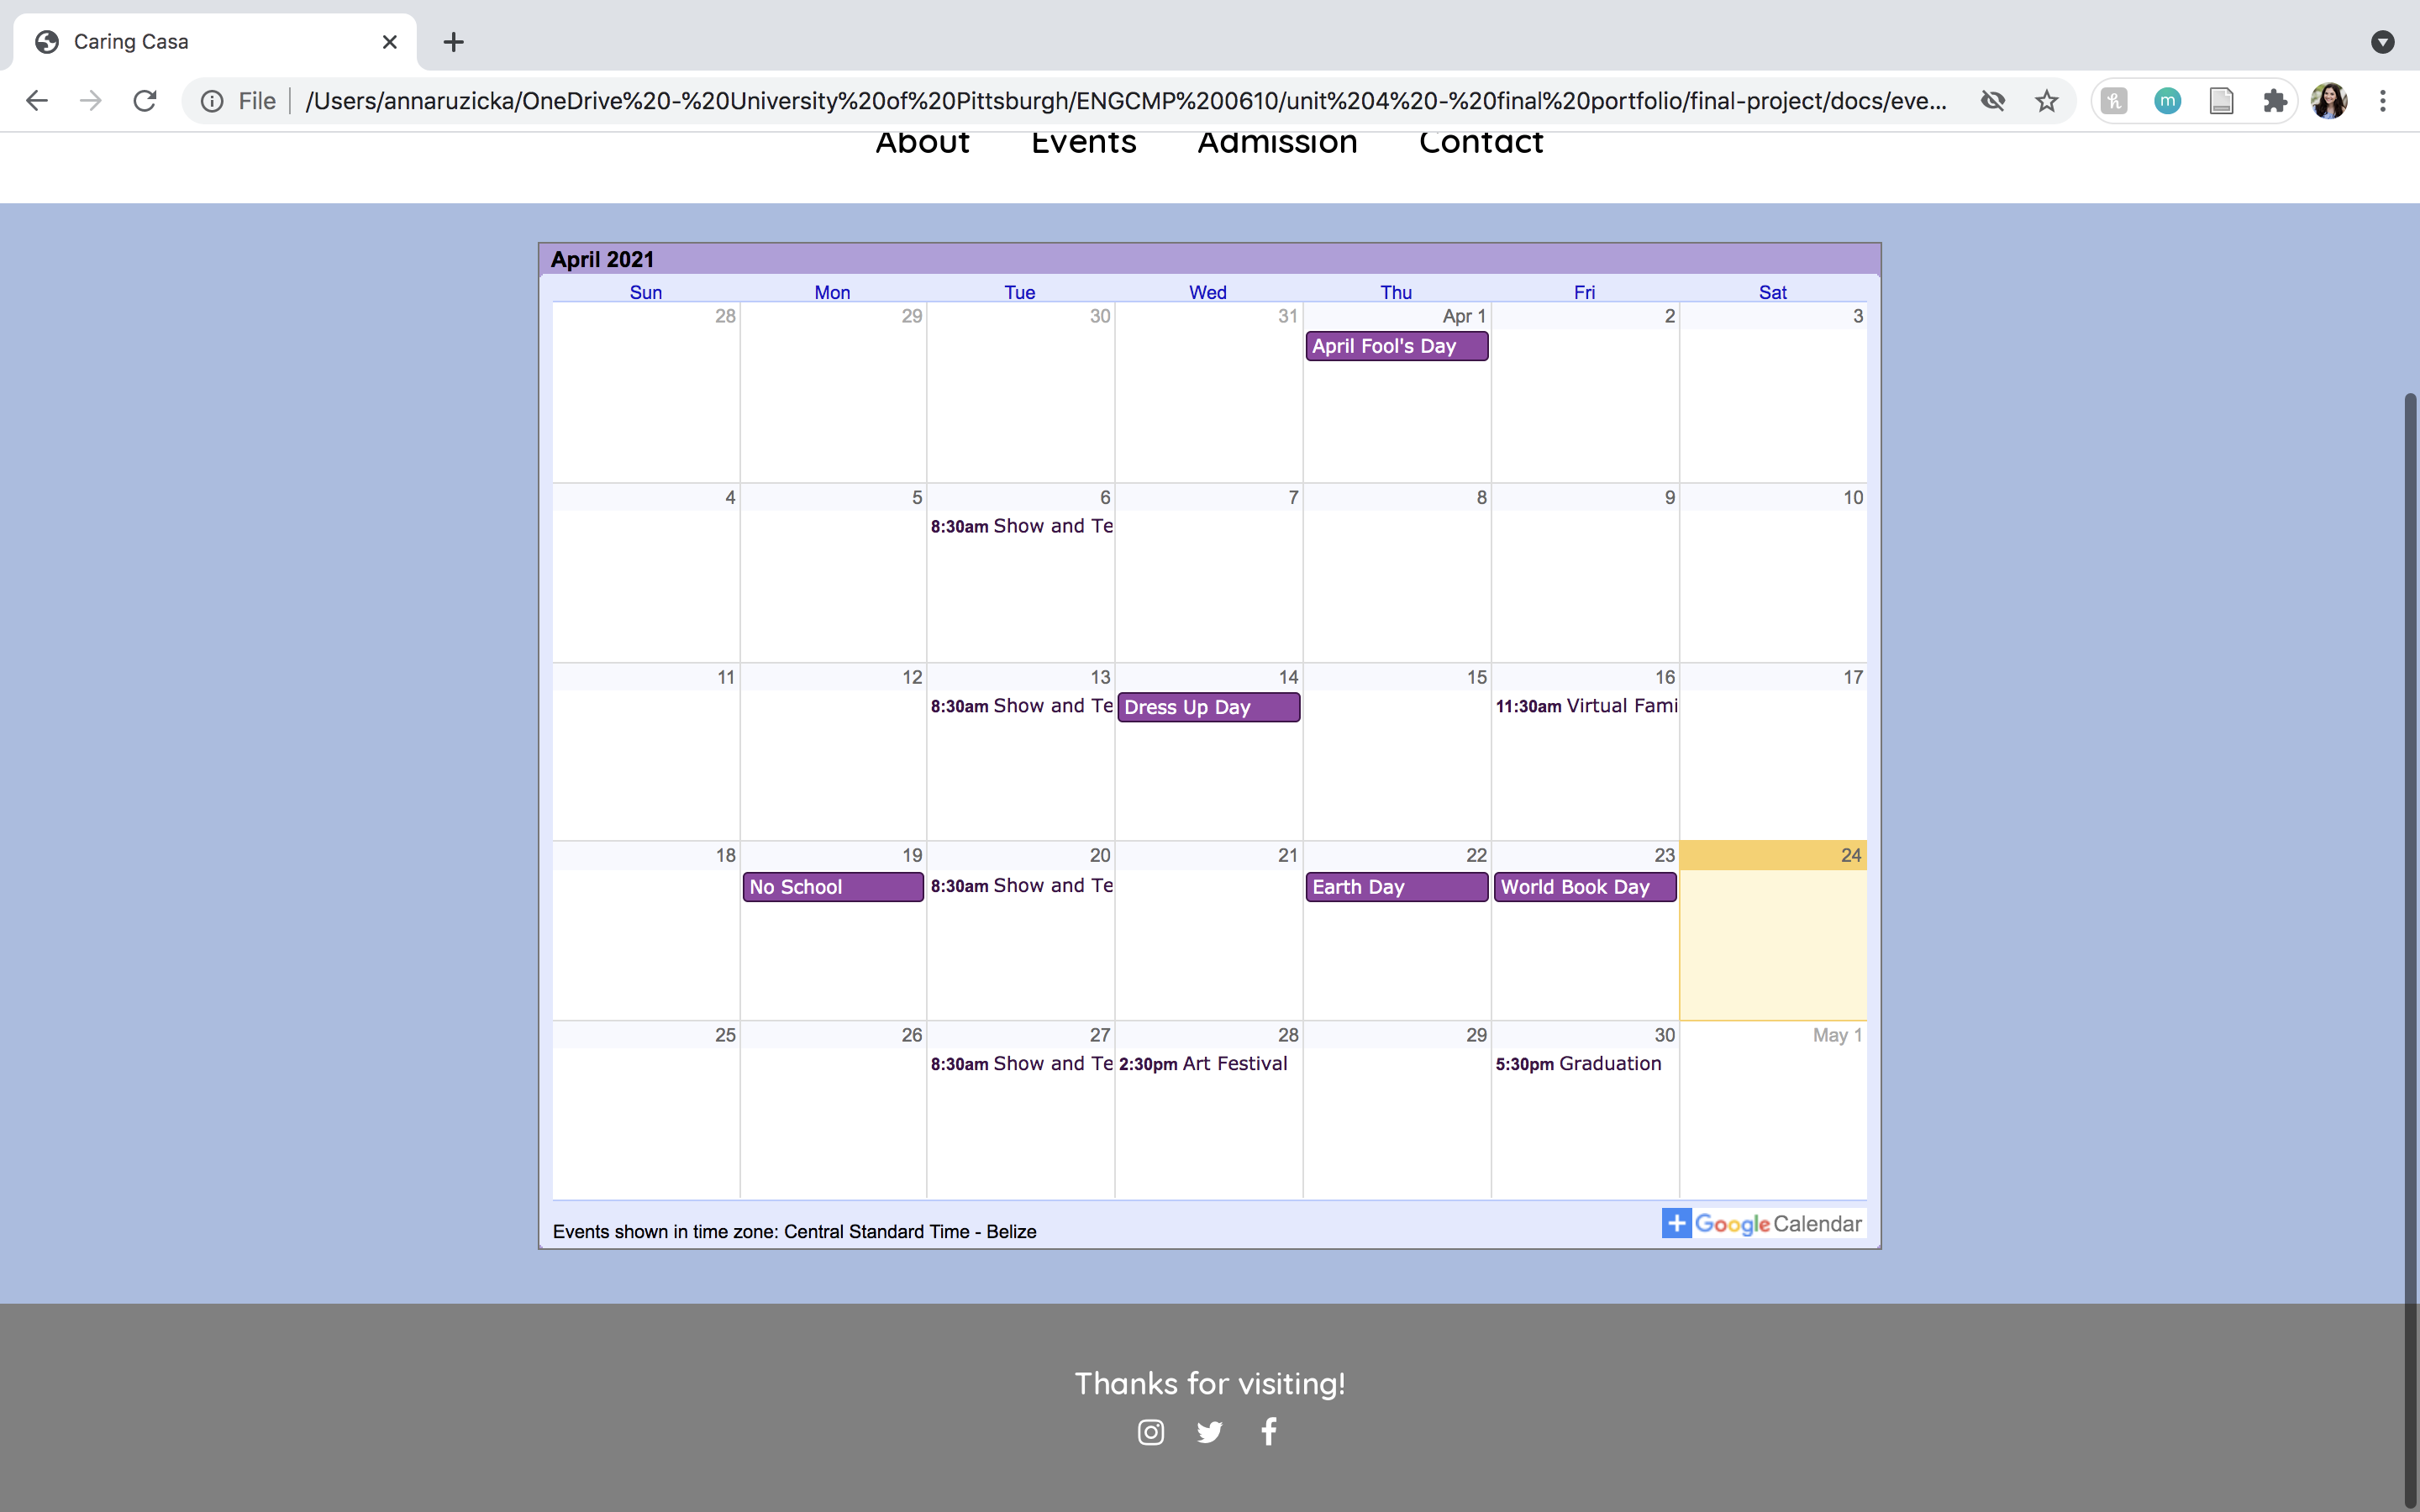 Caring Casa
File /Users/annaruzicka/OneDrive%20-%20University%20of%20Pittsburgh/ENGCMP%200610/unit%204%20-%20final%20portfolio/final-project/docs/eve...
m
About Events Admission Contact
April 2021
Sun Mon Tue Wed Thu Fri Sat
28 29 30 31 Apr 1 2 3
April Fool's Day
4 5 6 7 8 9 10
8:30am Show and Te
11 12 13 14 15 16 17
8:30am Show and Te Dress Up Day 11:30am Virtual Fami
18 19 20 21 22 23 24
No School 8:30am Show and Te Earth Day World Book Day
25 26 27 28 29 30 May 1
8:30am Show and Te 2:30pm Art Festival 5:30pm Graduation
Events shown in time zone: Central Standard Time - Belize
Google Calendar
Thanks for visiting!